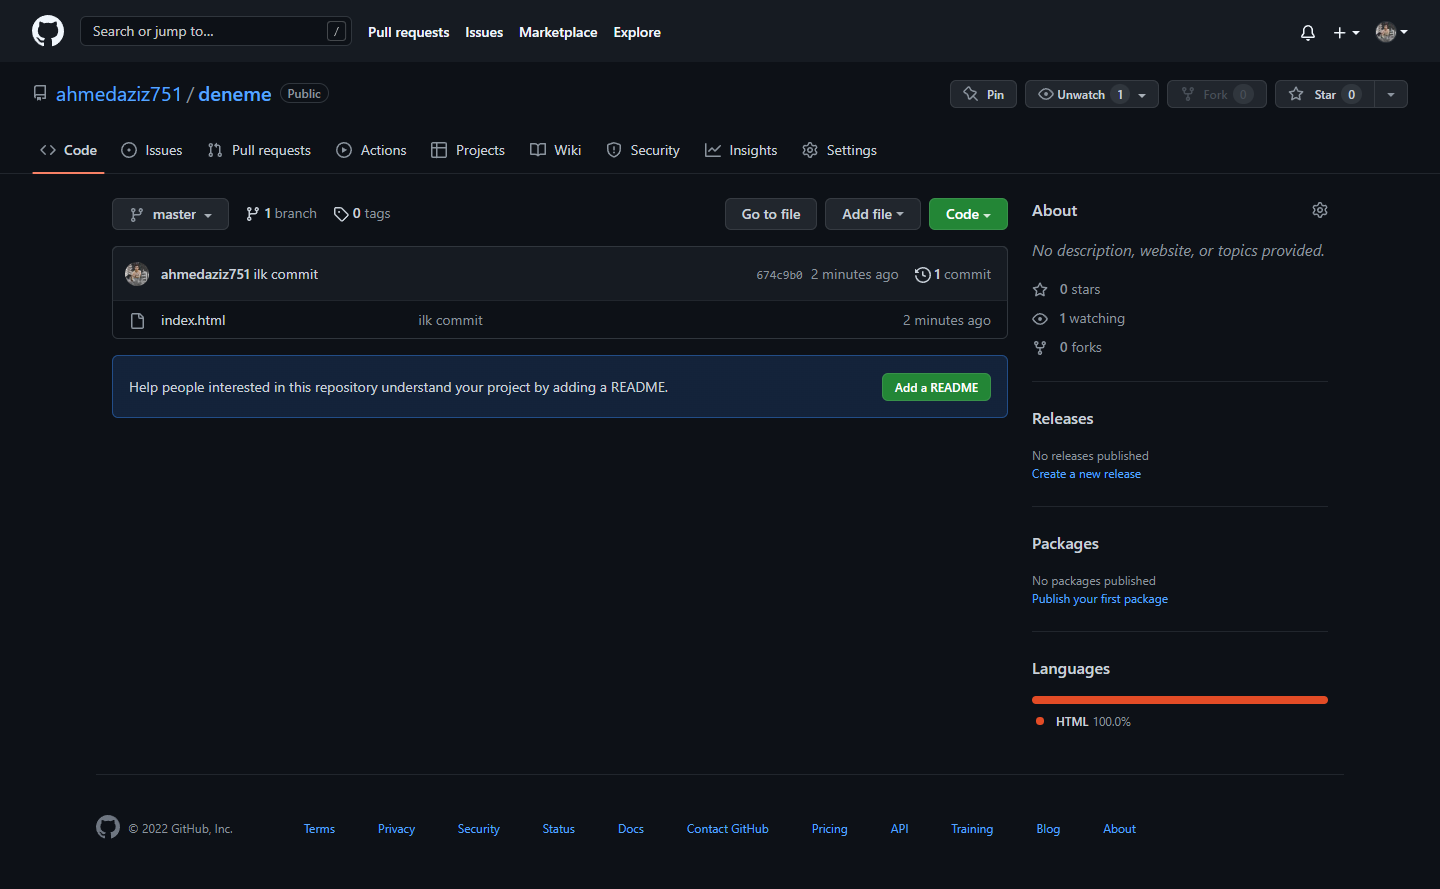 Search or jump to... /
Pull requests Issues Marketplace Explore
ahmedaziz751 / deneme Public
Pin Unwatch 1 Fork 0 Star 0
Code Issues Pull requests Actions Projects Wiki Security Insights Settings
master 1 branch 0 tags
Go to file Add file Code
ahmedaziz751 ilk commit 674c9b0 2 minutes ago 1 commit
index.html ilk commit 2 minutes ago
Help people interested in this repository understand your project by adding a README. Add a README
About
No description, website, or topics provided.
0 stars
1 watching
0 forks
Releases
No releases published
Create a new release
Packages
No packages published
Publish your first package
Languages
HTML 100.0%
© 2022 GitHub, Inc. Terms Privacy Security Status Docs Contact GitHub Pricing API Training Blog About